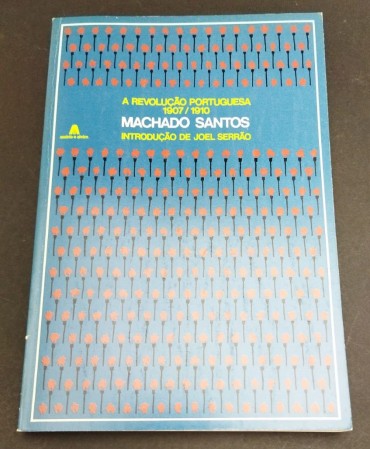 A REVOLUÇÃO PORTUGUESA
1907/1910
MACHADO SANTOS
INTRODUÇÃO DE JOEL SERRÃO